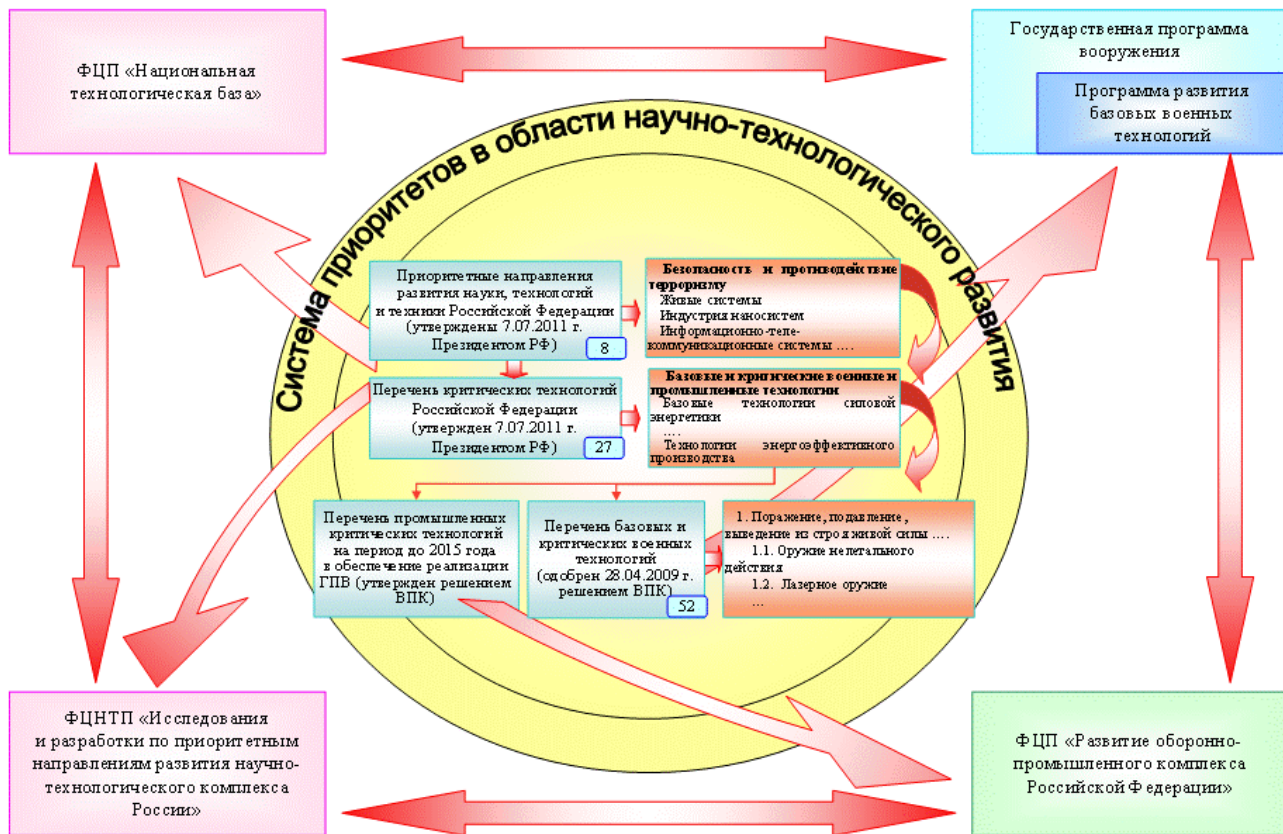 ФЦП «Национальная
технологическая база»
Государственная программа
вооружения
Программа развития
базовых военных
технологий
Система приоритетов в области научно-технологического развития
Приоритетные направления
развития науки, технологий
и техники Российской Федерации
(утверждены 7.07.2011 г.
Президентом РФ)
8
Безопасность и противодействие
терроризму
Живые системы
Индустрия наносистем
Информационно-теле-
коммуникационные системы ….
Перечень критических технологий
Российской Федерации
(утвержден 7.07.2011 г.
Президентом РФ)
27
Базовые и критические военные и
промышленные технологии
Базовые технологии силовой
энергетики
….
Технологии энергоэффективного
производства
Перечень промышленных
критических технологий
на период до 2015 года
в обеспечение реализации
ГПВ (утвержден решением
ВПК)
Перечень базовых и
критических военных
технологий
(одобрен 28.04.2009 г.
решением ВПК)
52
1. Поражение, подавление,
выведение из строя живой силы ….
1.1. Оружие нелетального
действия
1.2. Лазерное оружие
…
ФЦНТП «Исследования
и разработки по приоритетным
направлениям развития научно-
технологического комплекса
России»
ФЦП «Развитие оборонно-
промышленного комплекса
Российской Федерации»